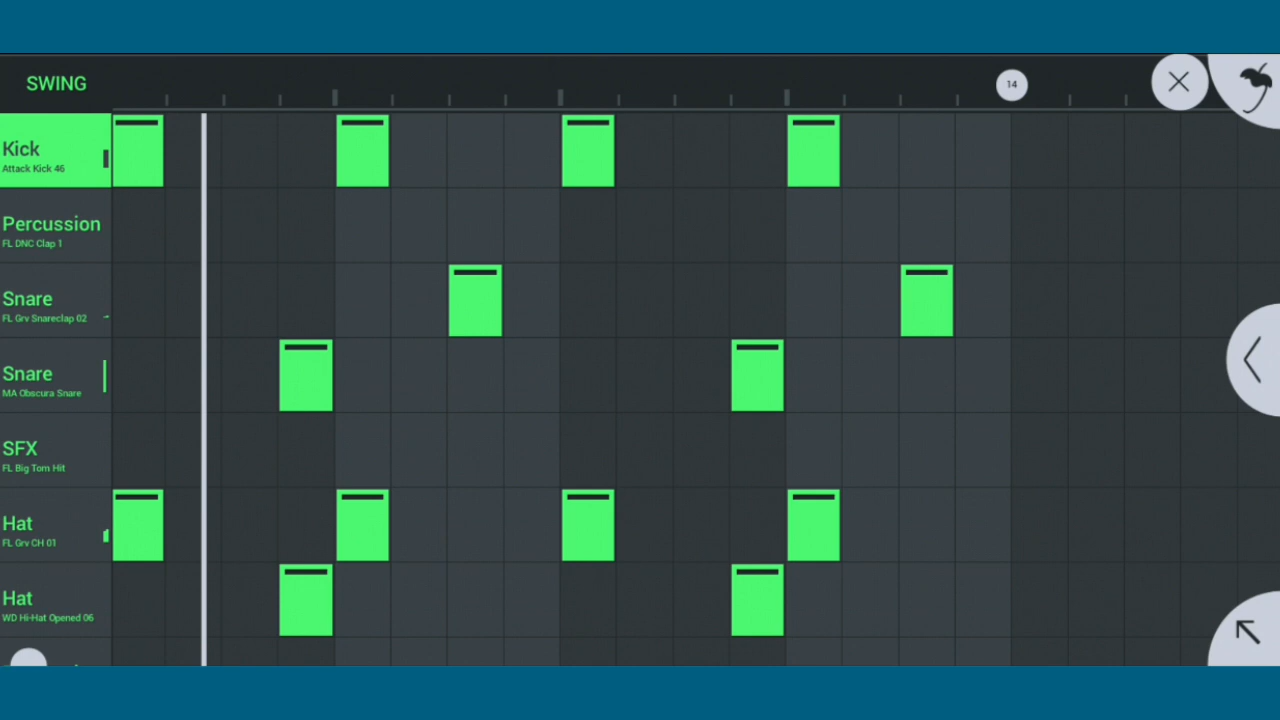 SWING
14
Kick
Attack Kick 46
Percussion
FL DNC Clap 1
Snare
FL Grv Snareclap 02
Snare
MA Obscura Snare
SFX
FL Big Tom Hit
Hat
FL Grv CH 01
Hat
WD Hi-Hat Opened 06